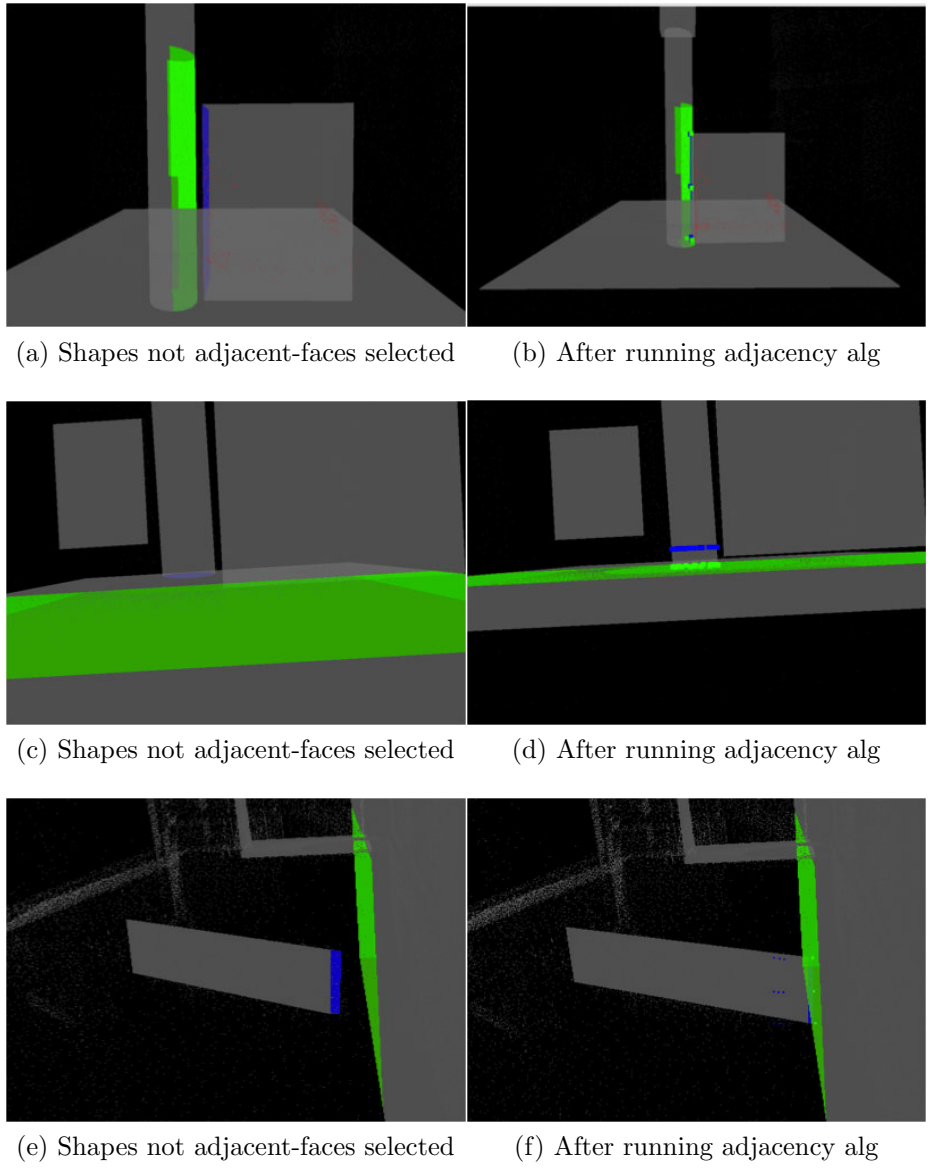 (a) Shapes not adjacent-faces selected
(b) After running adjacency alg
(c) Shapes not adjacent-faces selected
(d) After running adjacency alg
(e) Shapes not adjacent-faces selected
(f) After running adjacency alg